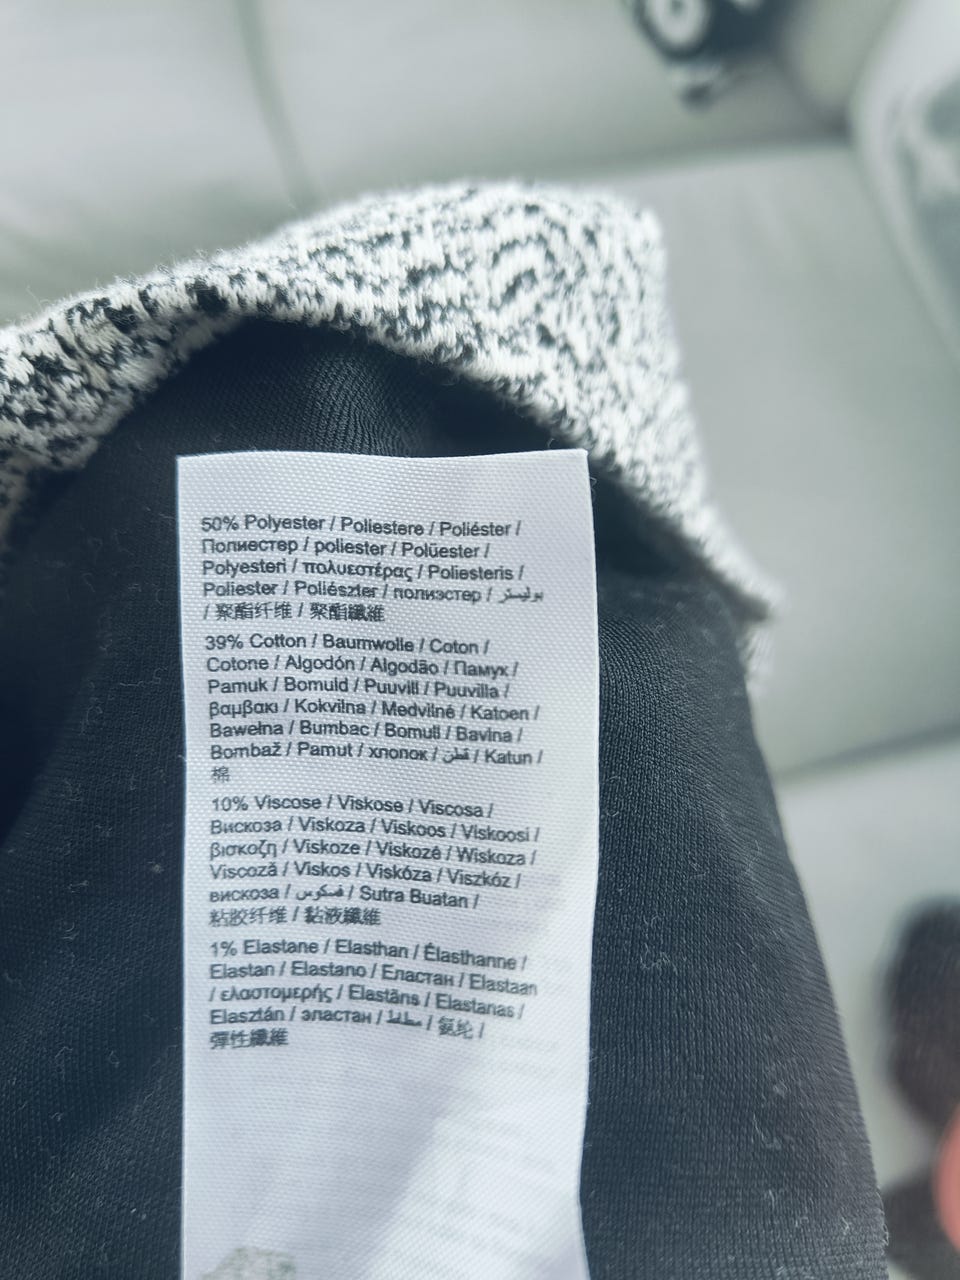 50% Polyester / Poliestere / Poliéster /
Полиестер / poliester / Polüester /
Polyesteri / πολυεστέρας / Poliesteris /
Poliester / Poliészter / полиэстер / بوليستر
/ 聚酯纤维 / 聚酯纖維
39% Cotton / Baumwolle / Coton /
Cotone / Algodón / Algodão / Памук /
Pamuk / Bomuld / Puuvill / Puuvilla /
βαμβακι / Kokvilna / Medvilnė / Katoen /
Bawełna / Bumbac / Bomull / Bavlna /
Bombaž / Pamut / хлопок / قطن / Katun /
棉
10% Viscose / Viskose / Viscosa /
Вискоза / Viskoza / Viskoos / Viskoosi /
βισκοζη / Viskoze / Viskozė / Wiskoza /
Viscoză / Viskos / Viskóza / Viszkóz /
вискоза / فسكوس / Sutra Buatan /
粘胶纤维 / 黏液纖維
1% Elastane / Elasthan / Élasthanne /
Elastan / Elastano / Еластан / Elastaan
/ ελαστομερής / Elastāns / Elastanas /
Elasztán / эластан / مطاط / 氨纶 /
彈性纖維